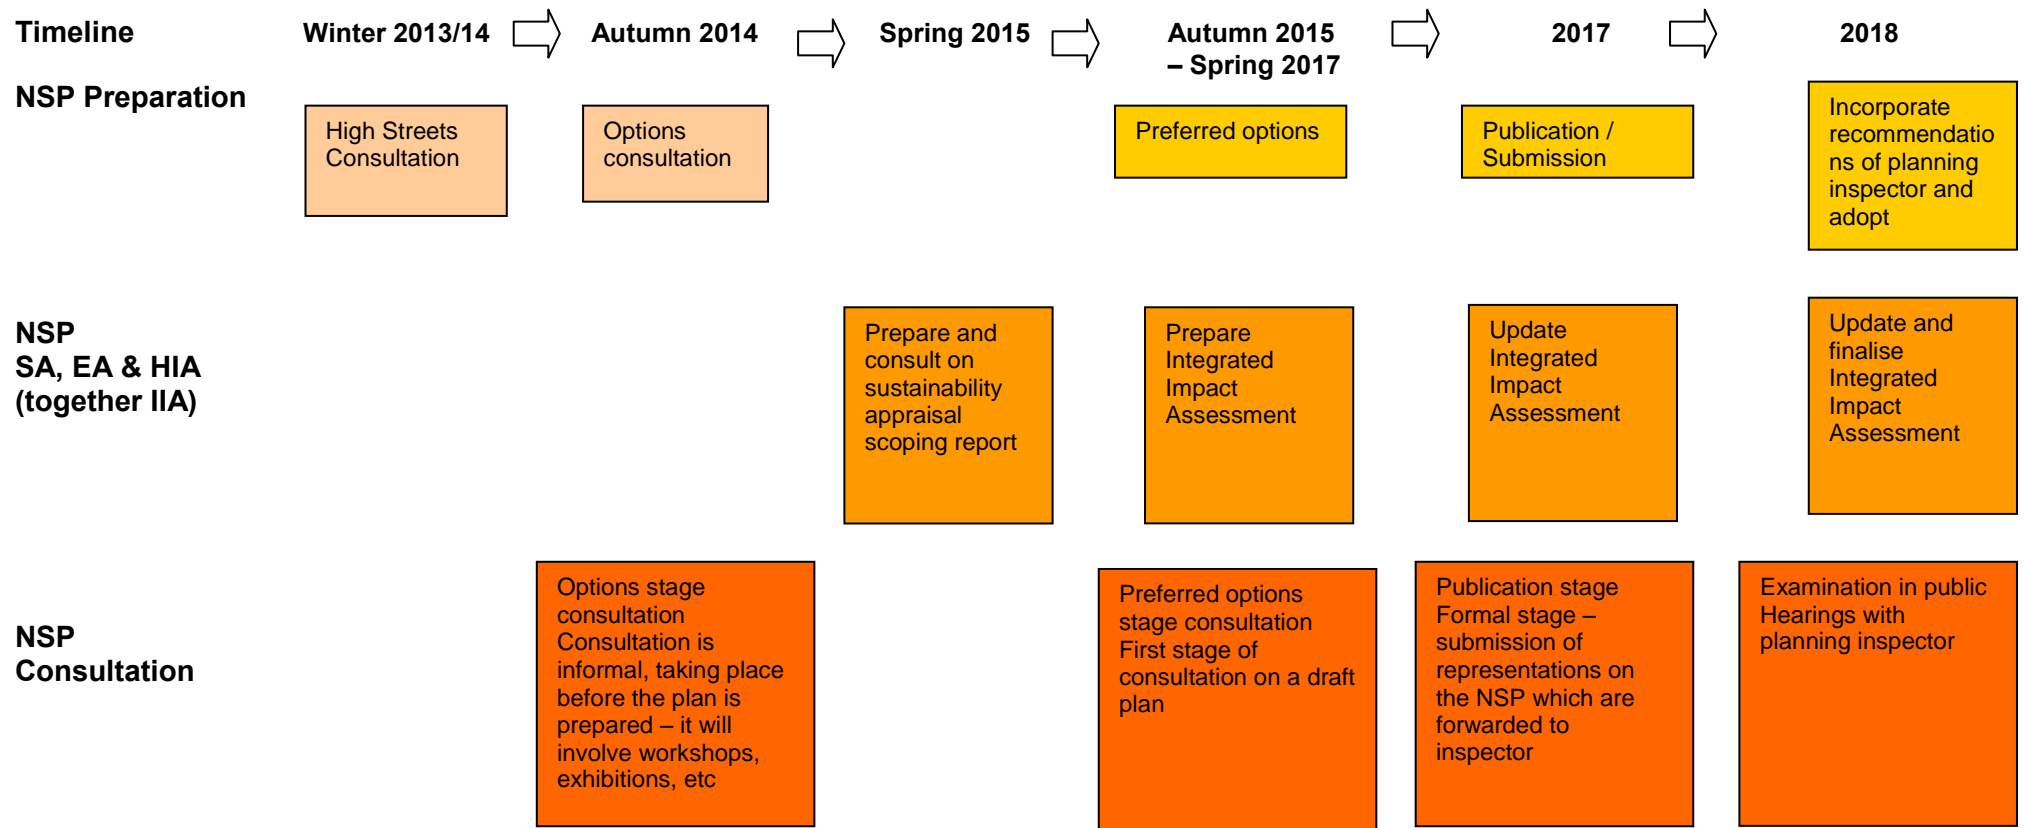 Timeline
Winter 2013/14
Autumn 2014
Spring 2015
Autumn 2015
– Spring 2017
2017
2018
NSP Preparation
High Streets
Consultation
Options
consultation
Preferred options
Publication /
Submission
Incorporate
recommendatio
ns of planning
inspector and
adopt
NSP
SA, EA & HIA
(together IIA)
Prepare and
consult on
sustainability
appraisal
scoping report
Prepare
Integrated
Impact
Assessment
Update
Integrated
Impact
Assessment
Update and
finalise
Integrated
Impact
Assessment
NSP
Consultation
Options stage
consultation
Consultation is
informal, taking place
before the plan is
prepared – it will
involve workshops,
exhibitions, etc
Preferred options
stage consultation
First stage of
consultation on a draft
plan
Publication stage
Formal stage –
submission of
representations on
the NSP which are
forwarded to
inspector
Examination in public
Hearings with
planning inspector